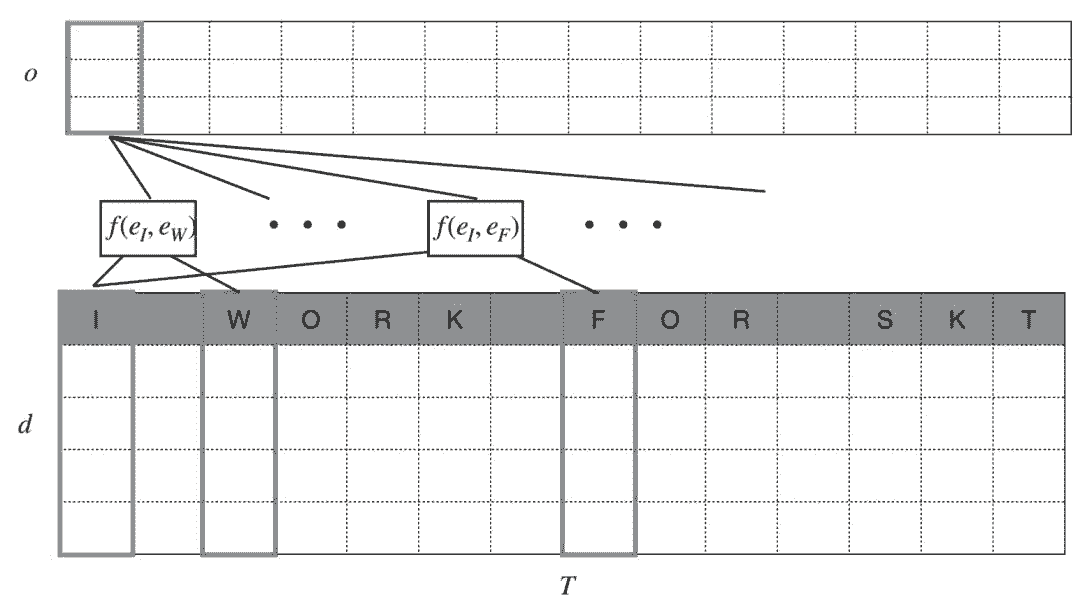 o
f(e_I, e_W) • • • f(e_I, e_F) • • •
I W O R K F O R S K T
d
T